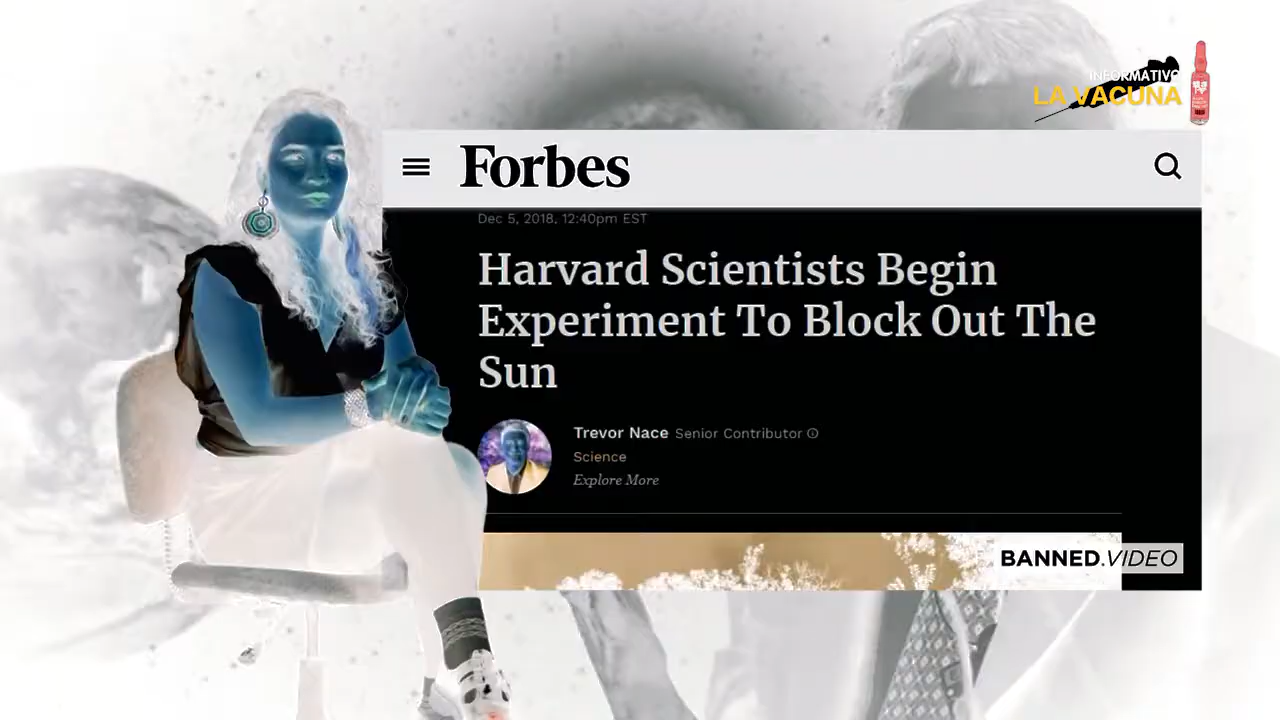 INFORMATIVO
LA VACUNA
Forbes
Dec 5, 2018, 12:40pm EST
Harvard Scientists Begin
Experiment To Block Out The
Sun
Trevor Nace Senior Contributor
Science
Explore More
BANNED.VIDEO